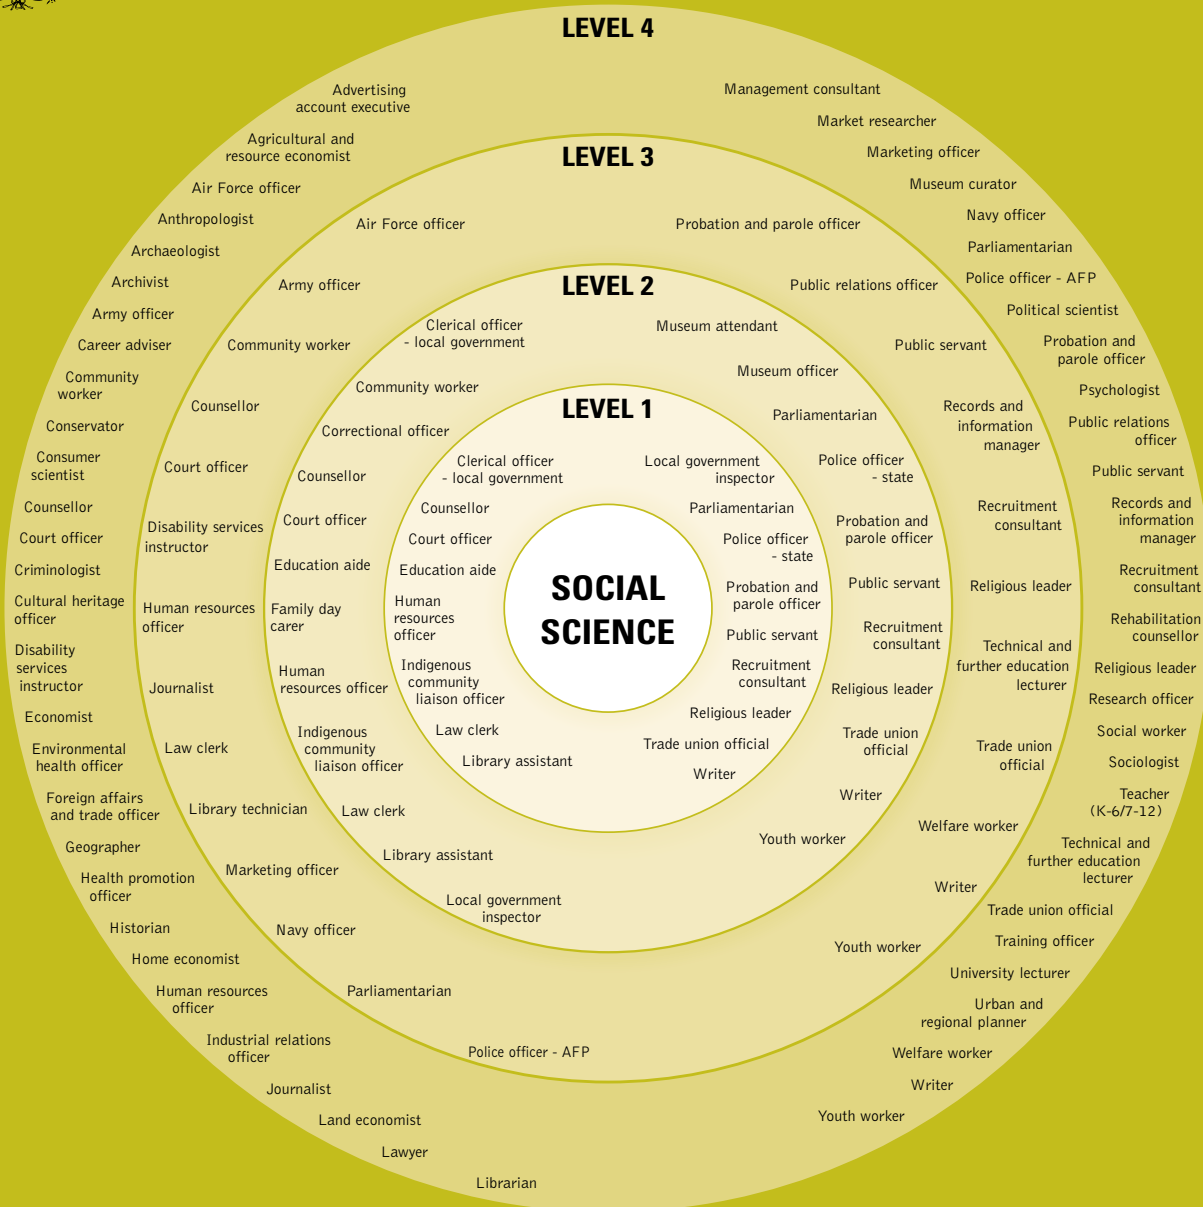 LEVEL 4
Advertising
account executive
Agricultural and
resource economist
Air Force officer
Anthropologist
Archaeologist
Archivist
Army officer
Career adviser
Community
worker
Conservator
Consumer
scientist
Counsellor
Court officer
Criminologist
Cultural heritage
officer
Disability
services
instructor
Economist
Environmental
health officer
Foreign affairs
and trade officer
Geographer
Health promotion
officer
Historian
Home economist
Human resources
officer
Industrial relations
officer
Journalist
Land economist
Lawyer
Librarian
Management consultant
Market researcher
Marketing officer
Museum curator
Navy officer
Parliamentarian
Police officer - AFP
Political scientist
Probation and
parole officer
Psychologist
Public relations
officer
Public servant
Records and
information
manager
Recruitment
consultant
Rehabilitation
counsellor
Religious leader
Research officer
Social worker
Sociologist
Teacher
(K-6/7-12)
Technical and
further education
lecturer
Trade union official
Training officer
University lecturer
Urban and
regional planner
Welfare worker
Writer
Youth worker
LEVEL 3
Air Force officer
Army officer
Community worker
Counsellor
Court officer
Disability services
instructor
Human resources
officer
Journalist
Law clerk
Library technician
Marketing officer
Navy officer
Parliamentarian
Police officer - AFP
Probation and parole officer
Public relations officer
Public servant
Records and
information
manager
Recruitment
consultant
Religious leader
Technical and
further education
lecturer
Trade union
official
Welfare worker
Writer
Youth worker
LEVEL 2
Clerical officer
- local government
Community worker
Correctional officer
Counsellor
Court officer
Education aide
Family day
carer
Human
resources officer
Indigenous
community
liaison officer
Law clerk
Library assistant
Local government
inspector
Museum attendant
Museum officer
Parliamentarian
Police officer
- state
Probation and
parole officer
Public servant
Recruitment
consultant
Religious leader
Trade union
official
Writer
Youth worker
LEVEL 1
Clerical officer
- local government
Counsellor
Court officer
Education aide
Human
resources
officer
Indigenous
community
liaison officer
Law clerk
Library assistant
Local government
inspector
Parliamentarian
Police officer
- state
Probation and
parole officer
Public servant
Recruitment
consultant
Religious leader
Trade union official
Writer
SOCIAL
SCIENCE